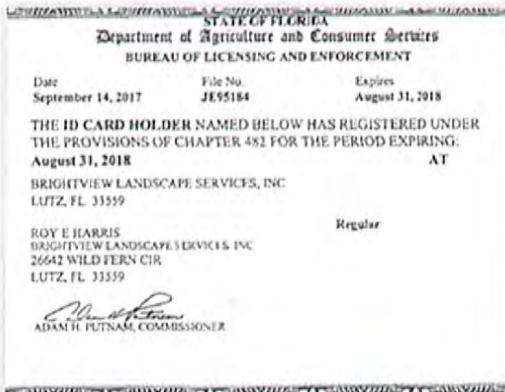 STATE OF FLORIDA
Department of Agriculture and Consumer Services
BUREAU OF LICENSING AND ENFORCEMENT
Date File No. Expires
September 14, 2017 JE95184 August 31, 2018
THE ID CARD HOLDER NAMED BELOW HAS REGISTERED UNDER
THE PROVISIONS OF CHAPTER 482 FOR THE PERIOD EXPIRING:
August 31, 2018 AT
BRIGHTVIEW LANDSCAPE SERVICES, INC
LUTZ, FL 33559
ROY E HARRIS Regular
BRIGHTVIEW LANDSCAPE SERVICES, INC
26642 WILD FERN CIR
LUTZ, FL 33559
ADAM H. PUTNAM, COMMISSIONER